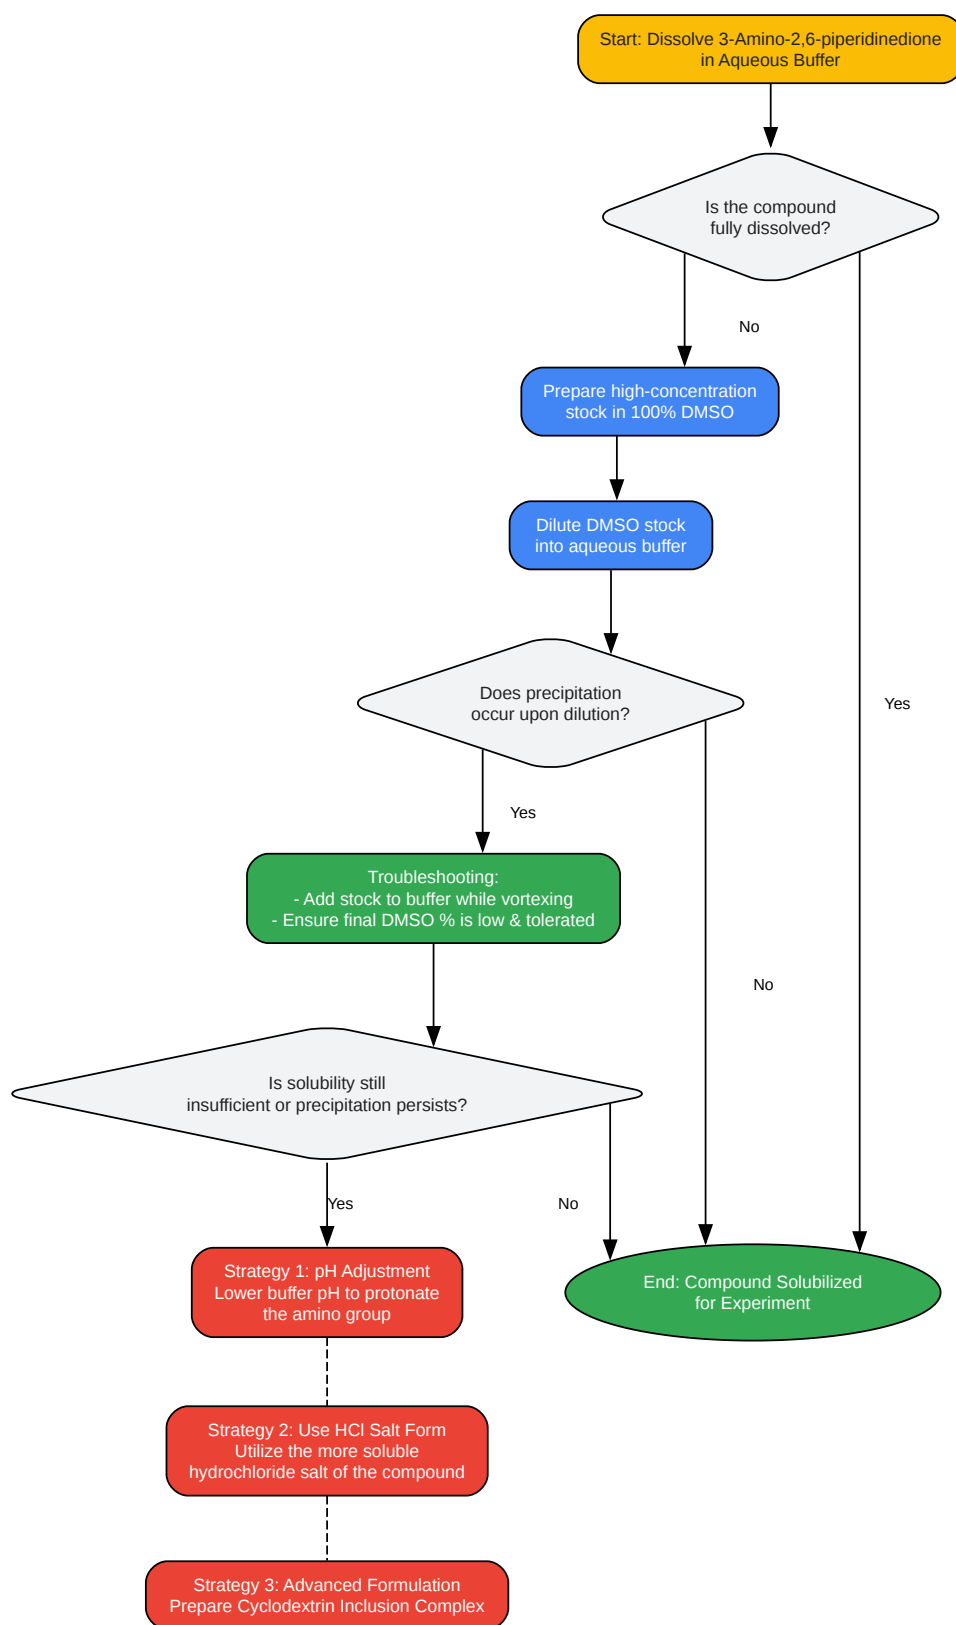 Start: Dissolve 3-Amino-2,6-piperidinedione
in Aqueous Buffer
Is the compound
fully dissolved?
No
Prepare high-concentration
stock in 100% DMSO
Dilute DMSO stock
into aqueous buffer
Does precipitation
occur upon dilution?
Yes
Yes
Troubleshooting:
- Add stock to buffer while vortexing
- Ensure final DMSO % is low & tolerated
No
Is solubility still
insufficient or precipitation persists?
Yes
No
Strategy 1: pH Adjustment
Lower buffer pH to protonate
the amino group
End: Compound Solubilized
for Experiment
Strategy 2: Use HCl Salt Form
Utilize the more soluble
hydrochloride salt of the compound
Strategy 3: Advanced Formulation
Prepare Cyclodextrin Inclusion Complex